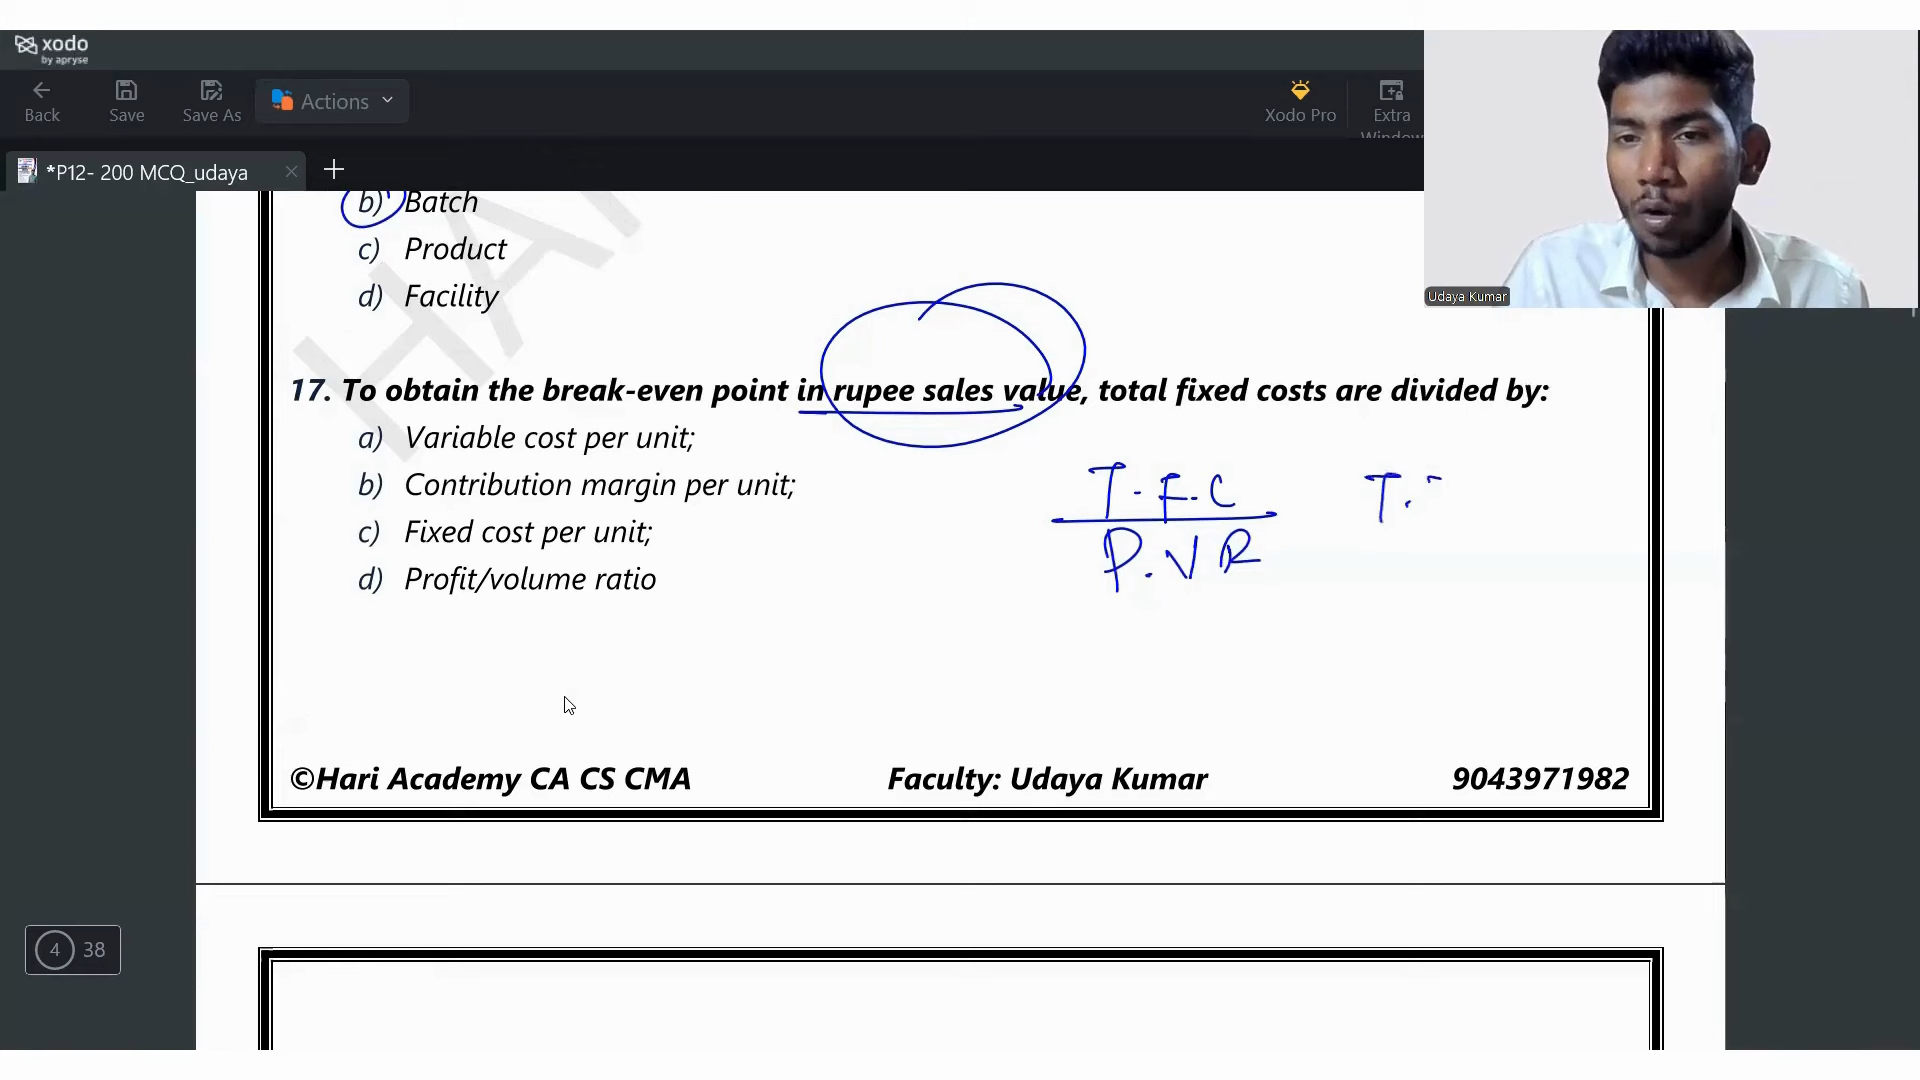 xodo
by apryse
Back
Save
Save As
Actions
Xodo Pro
Extra
Window
*P12- 200 MCQ_udaya
Udaya Kumar
HAR
b) Batch
c) Product
d) Facility
17. To obtain the break-even point in rupee sales value, total fixed costs are divided by:
a) Variable cost per unit;
b) Contribution margin per unit;
c) Fixed cost per unit;
d) Profit/volume ratio
T.F.C
P.V R
T.
©Hari Academy CA CS CMA Faculty: Udaya Kumar 9043971982
4 38